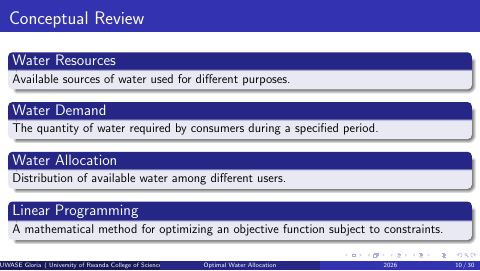 Conceptual Review
Water Resources
Available sources of water used for different purposes.
Water Demand
The quantity of water required by consumers during a specified period.
Water Allocation
Distribution of available water among different users.
Linear Programming
A mathematical method for optimizing an objective function subject to constraints.
UWASE Gloria ( University of Rwanda College of Science
Optimal Water Allocation
2026
10 / 30